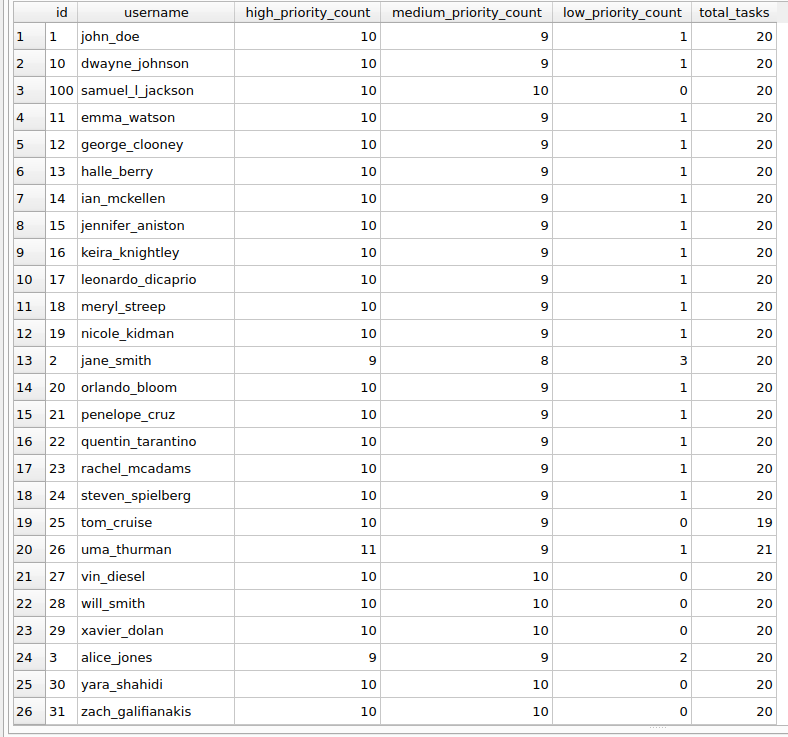 id username high_priority_count medium_priority_count low_priority_count total_tasks
1 1 john_doe 10 9 1 20
2 10 dwayne_johnson 10 9 1 20
3 100 samuel_l_jackson 10 10 0 20
4 11 emma_watson 10 9 1 20
5 12 george_clooney 10 9 1 20
6 13 halle_berry 10 9 1 20
7 14 ian_mckellen 10 9 1 20
8 15 jennifer_aniston 10 9 1 20
9 16 keira_knightley 10 9 1 20
10 17 leonardo_dicaprio 10 9 1 20
11 18 meryl_streep 10 9 1 20
12 19 nicole_kidman 10 9 1 20
13 2 jane_smith 9 8 3 20
14 20 orlando_bloom 10 9 1 20
15 21 penelope_cruz 10 9 1 20
16 22 quentin_tarantino 10 9 1 20
17 23 rachel_mcadams 10 9 1 20
18 24 steven_spielberg 10 9 1 20
19 25 tom_cruise 10 9 0 19
20 26 uma_thurman 11 9 1 21
21 27 vin_diesel 10 10 0 20
22 28 will_smith 10 10 0 20
23 29 xavier_dolan 10 10 0 20
24 3 alice_jones 9 9 2 20
25 30 yara_shahidi 10 10 0 20
26 31 zach_galifianakis 10 10 0 20